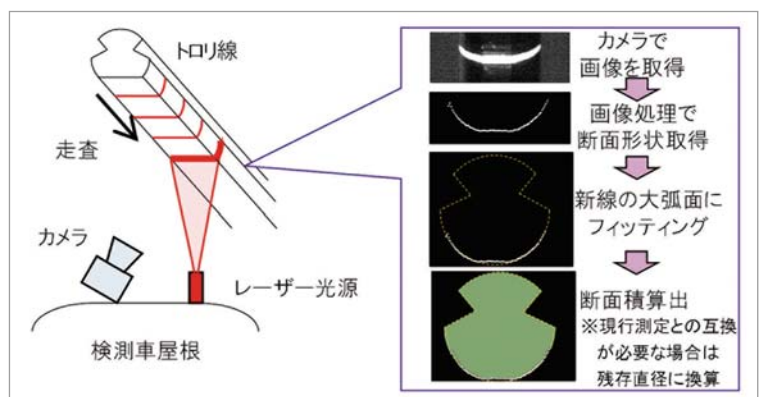 トロリ線
走査
カメラ
レーザー光源
検測車屋根
カメラで
画像を取得
画像処理で
断面形状取得
新線の大弧面に
フィッティング
断面積算出
※現行測定との互換
が必要な場合は
残存直径に換算